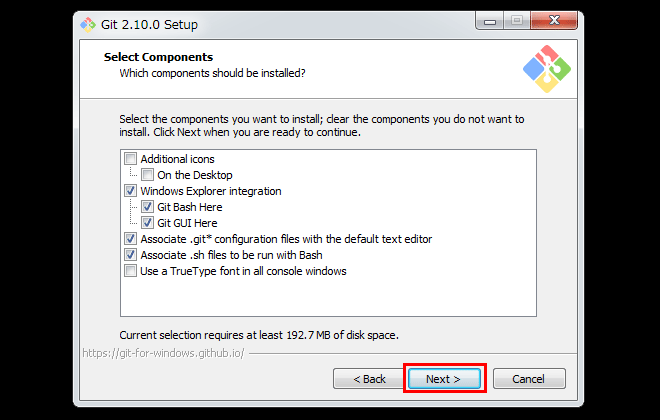 Git 2.10.0 Setup
Select Components
Which components should be installed?
Select the components you want to install; clear the components you do not want to
install. Click Next when you are ready to continue.
Additional icons
On the Desktop
Windows Explorer integration
Git Bash Here
Git GUI Here
Associate .git* configuration files with the default text editor
Associate .sh files to be run with Bash
Use a TrueType font in all console windows
Current selection requires at least 192.7 MB of disk space.
https://git-for-windows.github.io/
< Back
Next >
Cancel